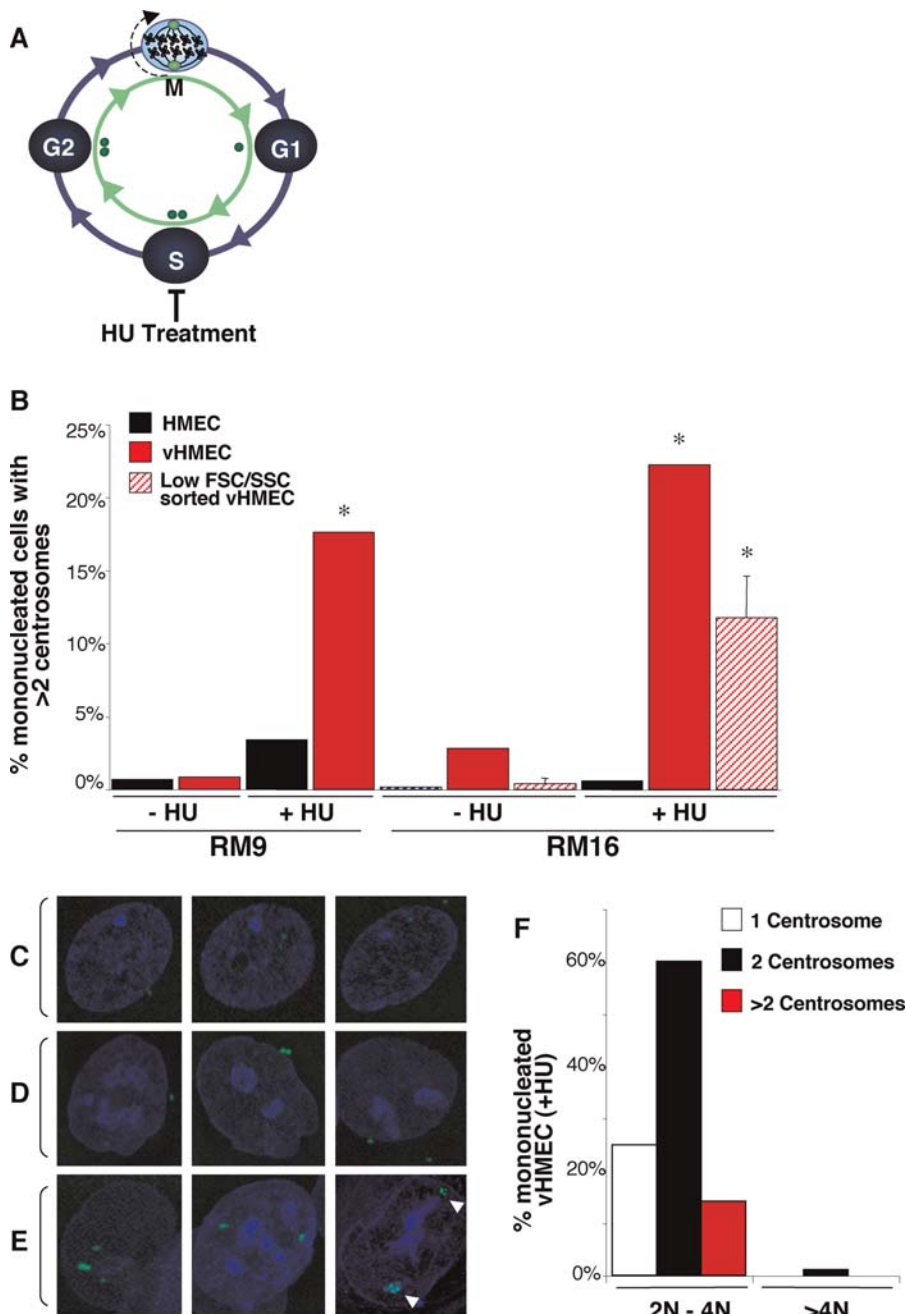 A
M
G2
G1
S
HU Treatment
B
% mononucleated cells with
>2 centrosomes
25%
20%
15%
10%
5%
0%
HMEC
vHMEC
Low FSC/SSC
sorted vHMEC
*
*
*
- HU
+ HU
- HU
+ HU
RM9
RM16
C
D
E
F
% mononucleated
vHMEC (+HU)
60%
40%
20%
0%
1 Centrosome
2 Centrosomes
>2 Centrosomes
2N - 4N
>4N